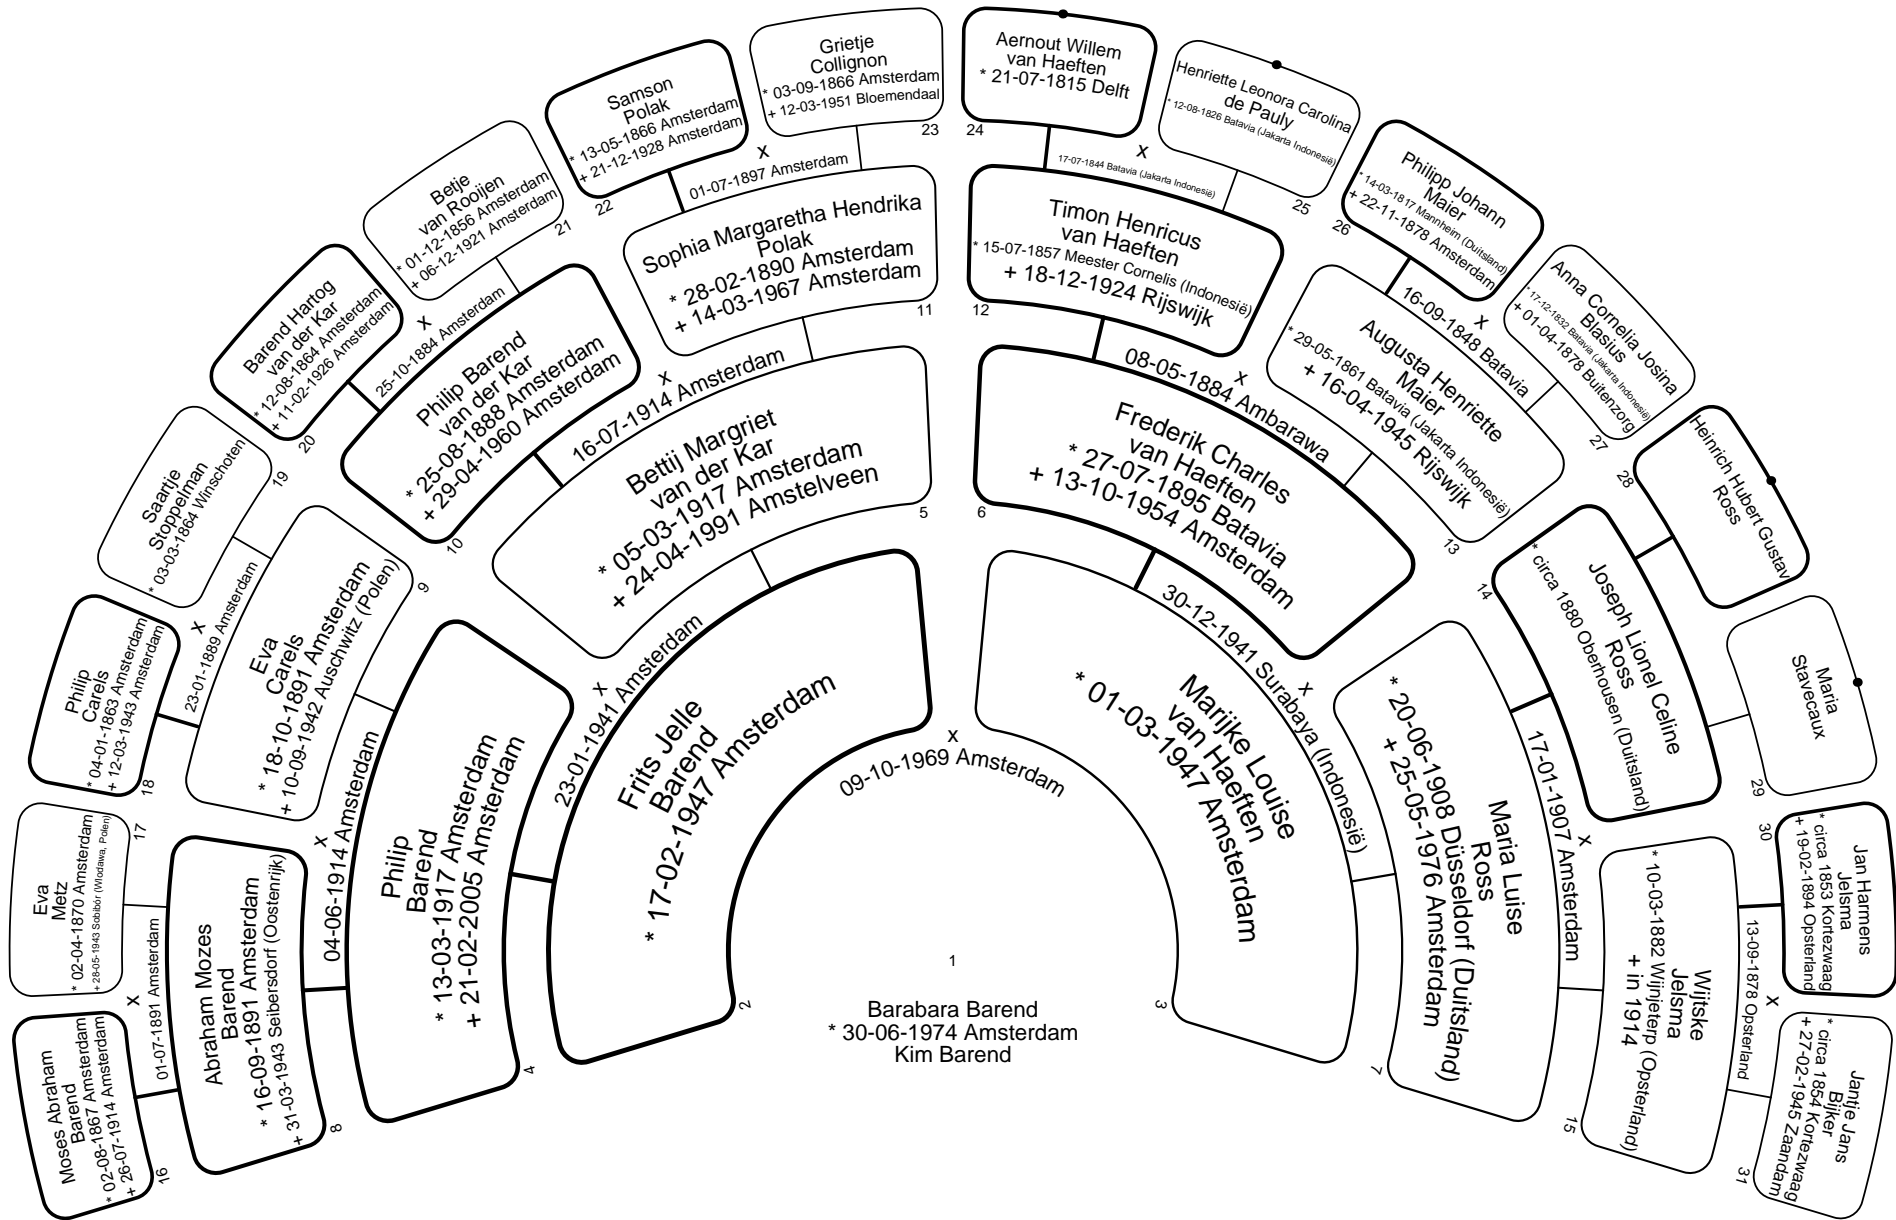 1
Barabara Barend
* 30-06-1974 Amsterdam
Kim Barend
x
09-10-1969 Amsterdam
Frits Jelle
Barend
* 17-02-1947 Amsterdam
2
Marijke Louise
van Haeften
* 01-03-1947 Amsterdam
3
x
23-01-1941 Amsterdam
x
30-12-1941 Surabaya (Indonesië)
Philip
Barend
* 13-03-1917 Amsterdam
+ 21-02-2005 Amsterdam
4
Bettij Margriet
van der Kar
* 05-03-1917 Amsterdam
+ 24-04-1991 Amstelveen
5
Frederik Charles
van Haeften
* 27-07-1895 Batavia
+ 13-10-1954 Amsterdam
6
Maria Luise
Ross
* 20-06-1908 Düsseldorf (Duitsland)
+ 25-05-1976 Amsterdam
7
x
04-06-1914 Amsterdam
x
16-07-1914 Amsterdam
x
08-05-1884 Ambarawa
x
17-01-1907 Amsterdam
Abraham Mozes
Barend
* 16-09-1891 Amsterdam
+ 31-03-1943 Seibersdorf (Oostenrijk)
8
Eva
Carels
* 18-10-1891 Amsterdam
+ 10-09-1942 Auschwitz (Polen)
9
Philip Barend
van der Kar
* 25-08-1888 Amsterdam
+ 29-04-1960 Amsterdam
10
Sophia Margaretha Hendrika
Polak
* 28-02-1890 Amsterdam
+ 14-03-1967 Amsterdam
11
Timon Henricus
van Haeften
* 15-07-1857 Meester Cornelis (Indonesië)
+ 18-12-1924 Rijswijk
12
Augusta Henriette
Maier
* 29-05-1861 Batavia (Jakarta Indonesië)
+ 16-04-1945 Rijswijk
13
Joseph Lionel Celine
Ross
* circa 1880 Oberhousen (Duitsland)
14
Wijtske
Jelsma
* 10-03-1882 Wijnjeterp (Opsterland)
+ in 1914
15
x
01-07-1891 Amsterdam
x
23-01-1889 Amsterdam
x
25-10-1884 Amsterdam
x
01-07-1897 Amsterdam
x
17-07-1844 Batavia (Jakarta Indonesië)
x
16-09-1848 Batavia
x
13-09-1878 Opsterland
Moses Abraham
Barend
* 02-08-1867 Amsterdam
+ 26-07-1914 Amsterdam
16
Eva
Metz
* 02-04-1870 Amsterdam
+ 28-05-1943 Sobibór (Wlodawa, Polen)
17
Philip
Carels
* 04-01-1863 Amsterdam
+ 12-03-1943 Amsterdam
18
Saartje
Stoppelman
* 03-03-1864 Winschoten
19
Barend Hartog
van der Kar
* 12-08-1864 Amsterdam
+ 11-02-1926 Amsterdam
20
Betje
van Rooijen
* 01-12-1856 Amsterdam
+ 06-12-1921 Amsterdam
21
Samson
Polak
* 13-05-1866 Amsterdam
+ 21-12-1928 Amsterdam
22
Grietje
Collignon
* 03-09-1866 Amsterdam
+ 12-03-1951 Bloemendaal
23
Aernout Willem
van Haeften
* 21-07-1815 Delft
24
Henriette Leonora Carolina
de Pauly
* 12-08-1826 Batavia (Jakarta Indonesië)
25
Philipp Johann
Maier
* 14-03-1817 Mannheim (Duitsland)
+ 22-11-1878 Amsterdam
26
Anna Cornelia Josina
Blasius
* 17-12-1832 Batavia (Jakarta Indonesië)
+ 01-04-1878 Buitenzorg
27
Heinrich Hubert Gustav
Ross
28
Maria
Stavecaux
29
Jan Harmens
Jelsma
* circa 1853 Kortezwaag
+ 19-02-1894 Opsterland
30
Jantje Jans
Bijker
* circa 1854 Kortezwaag
+ 27-02-1945 Zaandam
31